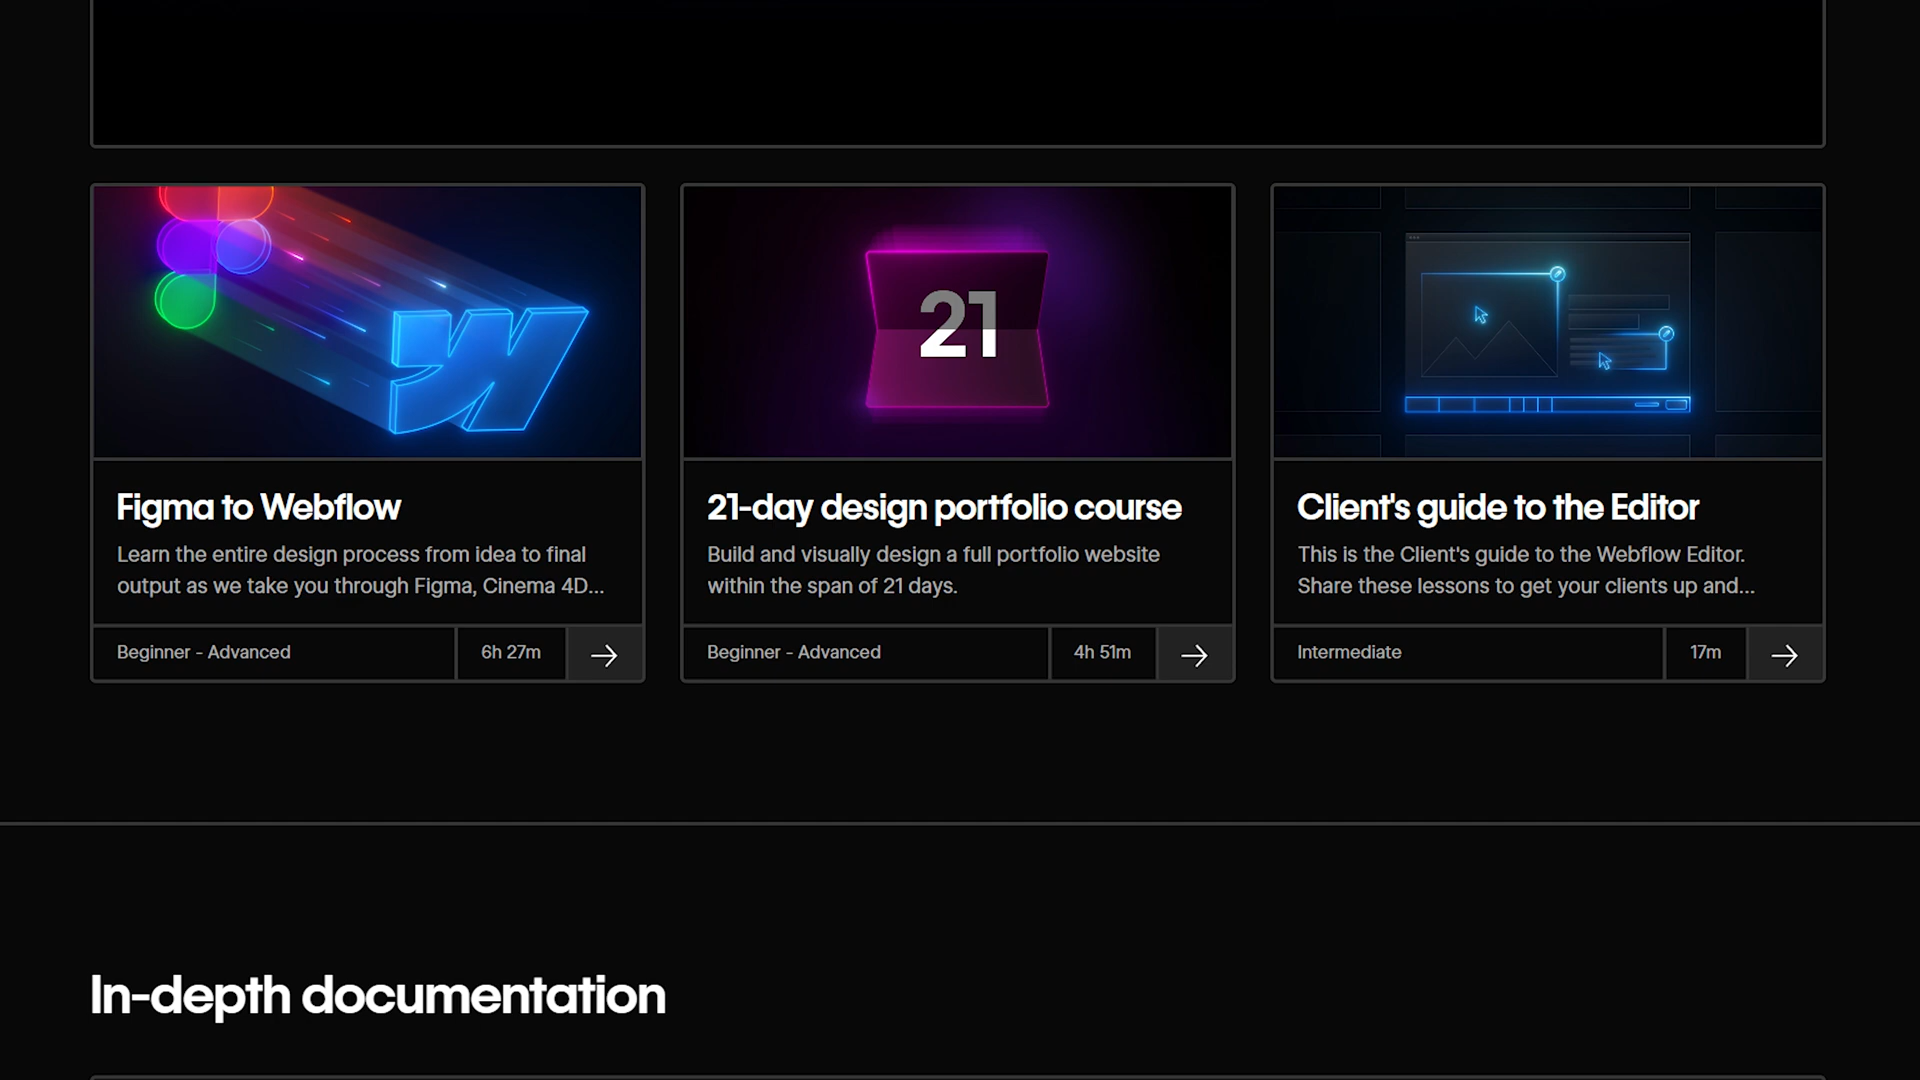 21
Figma to Webflow
Learn the entire design process from idea to final
output as we take you through Figma, Cinema 4D...
Beginner - Advanced
6h 27m
21-day design portfolio course
Build and visually design a full portfolio website
within the span of 21 days.
Beginner - Advanced
4h 51m
Client's guide to the Editor
This is the Client's guide to the Webflow Editor.
Share these lessons to get your clients up and...
Intermediate
17m
In-depth documentation